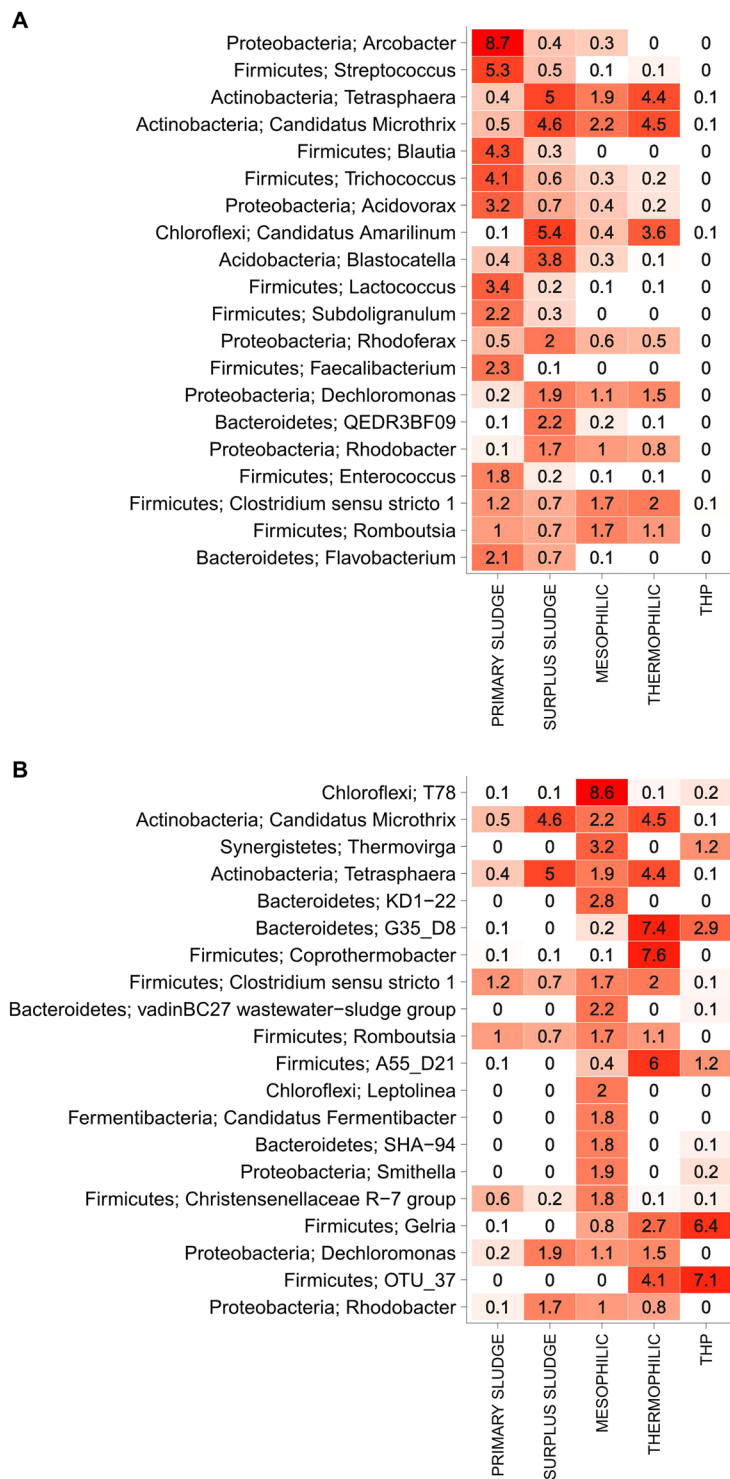 A
Proteobacteria; Arcobacter 8.7 0.4 0.3 0 0
Firmicutes; Streptococcus 5.3 0.5 0.1 0.1 0
Actinobacteria; Tetrasphaera 0.4 5 1.9 4.4 0.1
Actinobacteria; Candidatus Microthrix 0.5 4.6 2.2 4.5 0.1
Firmicutes; Blautia 4.3 0.3 0 0 0
Firmicutes; Trichococcus 4.1 0.6 0.3 0.2 0
Proteobacteria; Acidovorax 3.2 0.7 0.4 0.2 0
Chloroflexi; Candidatus Amarilinum 0.1 5.4 0.4 3.6 0.1
Acidobacteria; Blastocatella 0.4 3.8 0.3 0.1 0
Firmicutes; Lactococcus 3.4 0.2 0.1 0.1 0
Firmicutes; Subdoligranulum 2.2 0.3 0 0 0
Proteobacteria; Rhodoferax 0.5 2 0.6 0.5 0
Firmicutes; Faecalibacterium 2.3 0.1 0 0 0
Proteobacteria; Dechloromonas 0.2 1.9 1.1 1.5 0
Bacteroidetes; QEDR3BF09 0.1 2.2 0.2 0.1 0
Proteobacteria; Rhodobacter 0.1 1.7 1 0.8 0
Firmicutes; Enterococcus 1.8 0.2 0.1 0.1 0
Firmicutes; Clostridium sensu stricto 1 1.2 0.7 1.7 2 0.1
Firmicutes; Romboutsia 1 0.7 1.7 1.1 0
Bacteroidetes; Flavobacterium 2.1 0.7 0.1 0 0
PRIMARY SLUDGE
SURPLUS SLUDGE
MESOPHILIC
THERMOPHILIC
THP
B
Chloroflexi; T78 0.1 0.1 8.6 0.1 0.2
Actinobacteria; Candidatus Microthrix 0.5 4.6 2.2 4.5 0.1
Synergistetes; Thermovirga 0 0 3.2 0 1.2
Actinobacteria; Tetrasphaera 0.4 5 1.9 4.4 0.1
Bacteroidetes; KD1−22 0 0 2.8 0 0
Bacteroidetes; G35_D8 0.1 0 0.2 7.4 2.9
Firmicutes; Coprothermobacter 0.1 0.1 0.1 7.6 0
Firmicutes; Clostridium sensu stricto 1 1.2 0.7 1.7 2 0.1
Bacteroidetes; vadinBC27 wastewater−sludge group 0 0 2.2 0 0.1
Firmicutes; Romboutsia 1 0.7 1.7 1.1 0
Firmicutes; A55_D21 0.1 0 0.4 6 1.2
Chloroflexi; Leptolinea 0 0 2 0 0
Fermentibacteria; Candidatus Fermentibacter 0 0 1.8 0 0
Bacteroidetes; SHA−94 0 0 1.8 0 0.1
Proteobacteria; Smithella 0 0 1.9 0 0.2
Firmicutes; Christensenellaceae R−7 group 0.6 0.2 1.8 0.1 0.1
Firmicutes; Gelria 0.1 0 0.8 2.7 6.4
Proteobacteria; Dechloromonas 0.2 1.9 1.1 1.5 0
Firmicutes; OTU_37 0 0 0 4.1 7.1
Proteobacteria; Rhodobacter 0.1 1.7 1 0.8 0
PRIMARY SLUDGE
SURPLUS SLUDGE
MESOPHILIC
THERMOPHILIC
THP